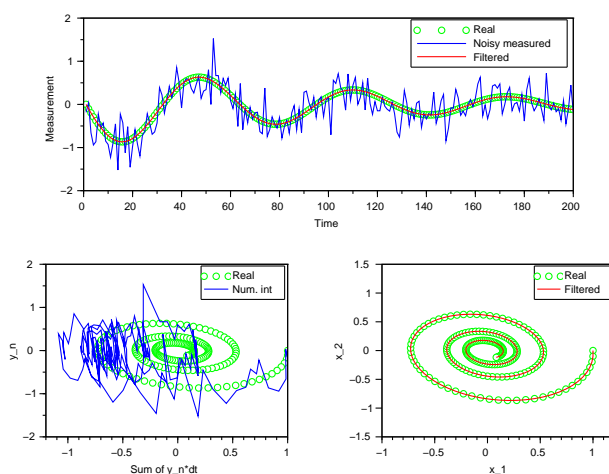 2
1
0
−1
−2
Measurement
0
20
40
60
80
100
120
140
160
180
200
Time
Real
Noisy measured
Filtered
2
1
0
−1
−2
y_n
−1
−0.5
0
0.5
1
Sum of y_n*dt
Real
Num. int
1.5
1
0.5
0
−0.5
−1
−1.5
x_2
−0.5
0
0.5
1
x_1
Real
Filtered